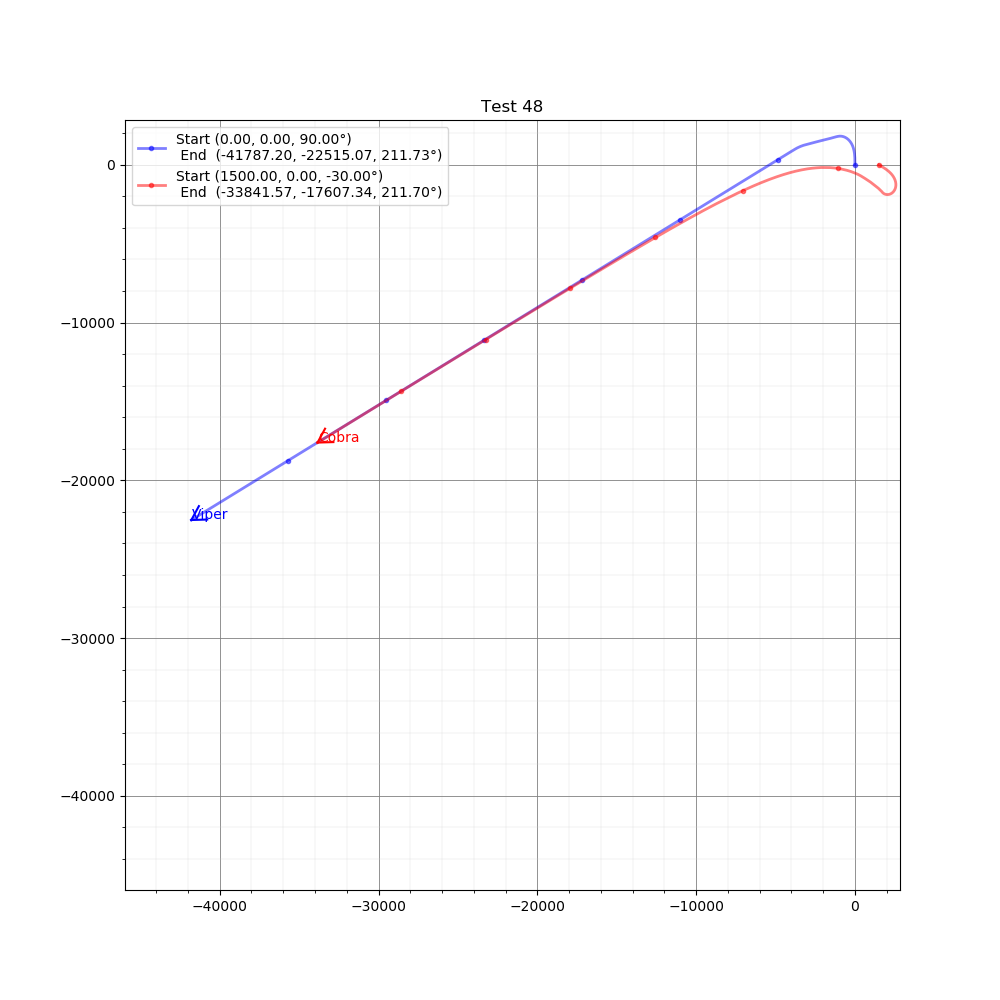 Test 48
Start (0.00, 0.00, 90.00°)
End (-41787.20, -22515.07, 211.73°)
Start (1500.00, 0.00, -30.00°)
End (-33841.57, -17607.34, 211.70°)
0
−10000
−20000
−30000
−40000
Cobra
Viper
−40000
−30000
−20000
−10000
0